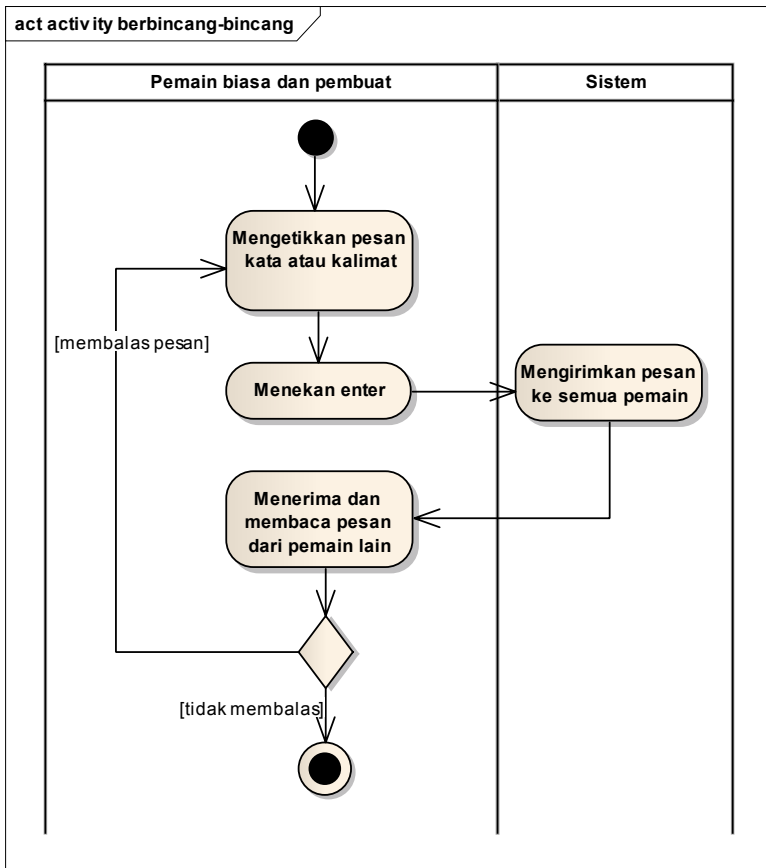 act activity berbincang-bincang
Pemain biasa dan pembuat
Sistem
Mengetikkan pesan
kata atau kalimat
[membalas pesan]
Menekan enter
Mengirimkan pesan
ke semua pemain
Menerima dan
membaca pesan
dari pemain lain
[tidak membalas]